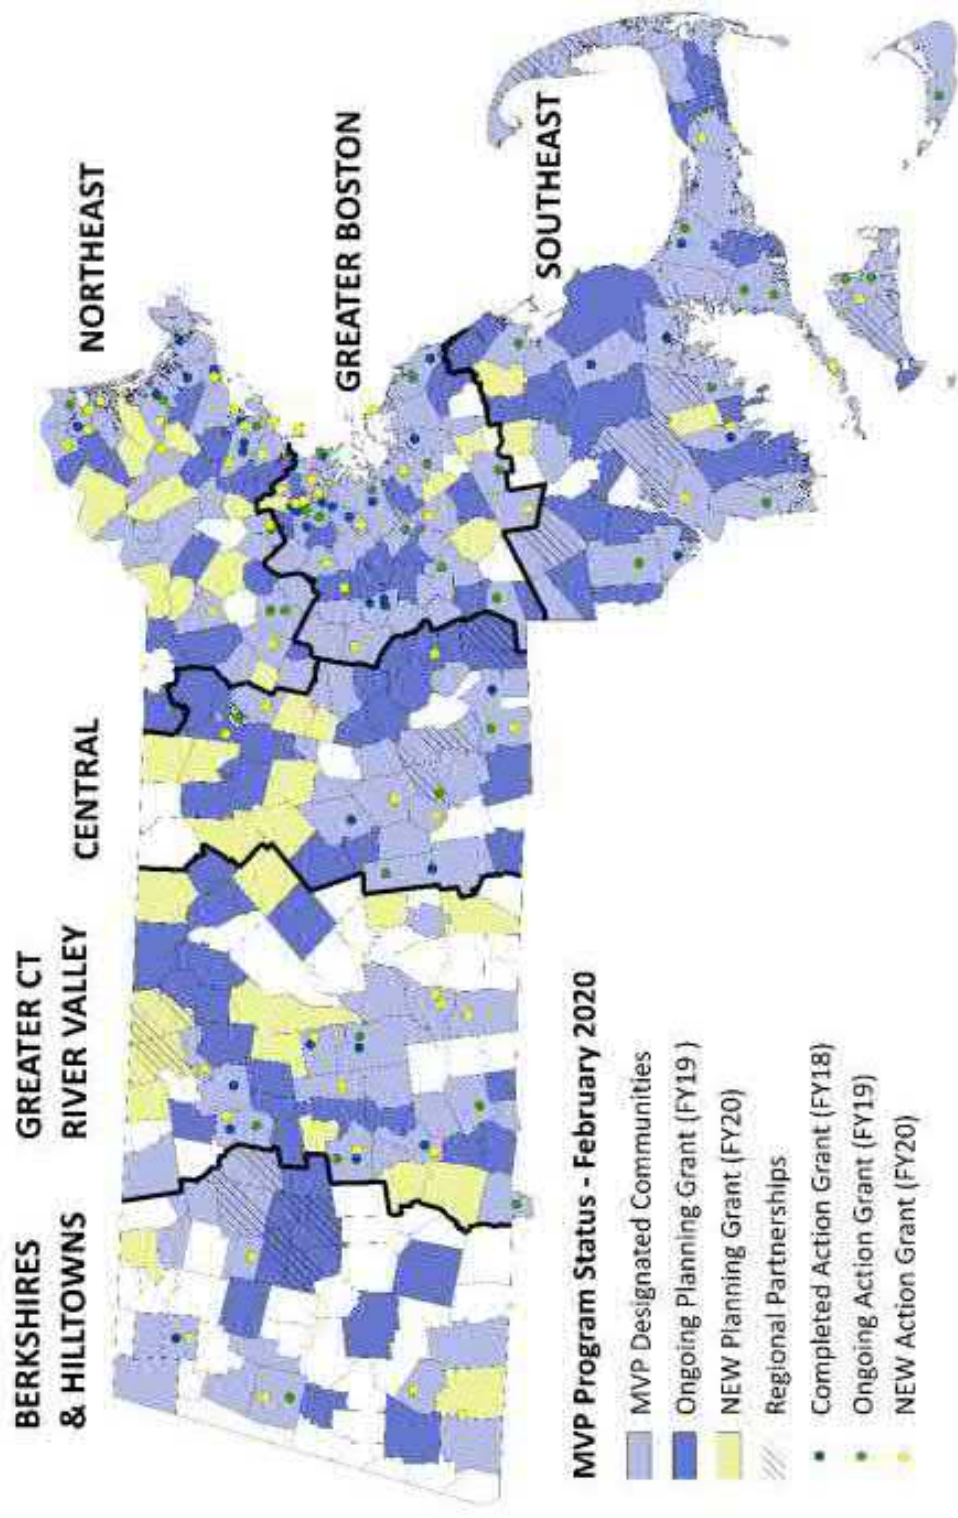 BERKSHIRES
& HILLTOWNS
GREATER CT
RIVER VALLEY
CENTRAL
NORTHEAST
GREATER BOSTON
SOUTHEAST
MVP Program Status - February 2020
MVP Designated Communities
Ongoing Planning Grant (FY19 )
NEW Planning Grant (FY20)
Regional Partnerships
Completed Action Grant (FY18)
Ongoing Action Grant (FY19)
NEW Action Grant (FY20)